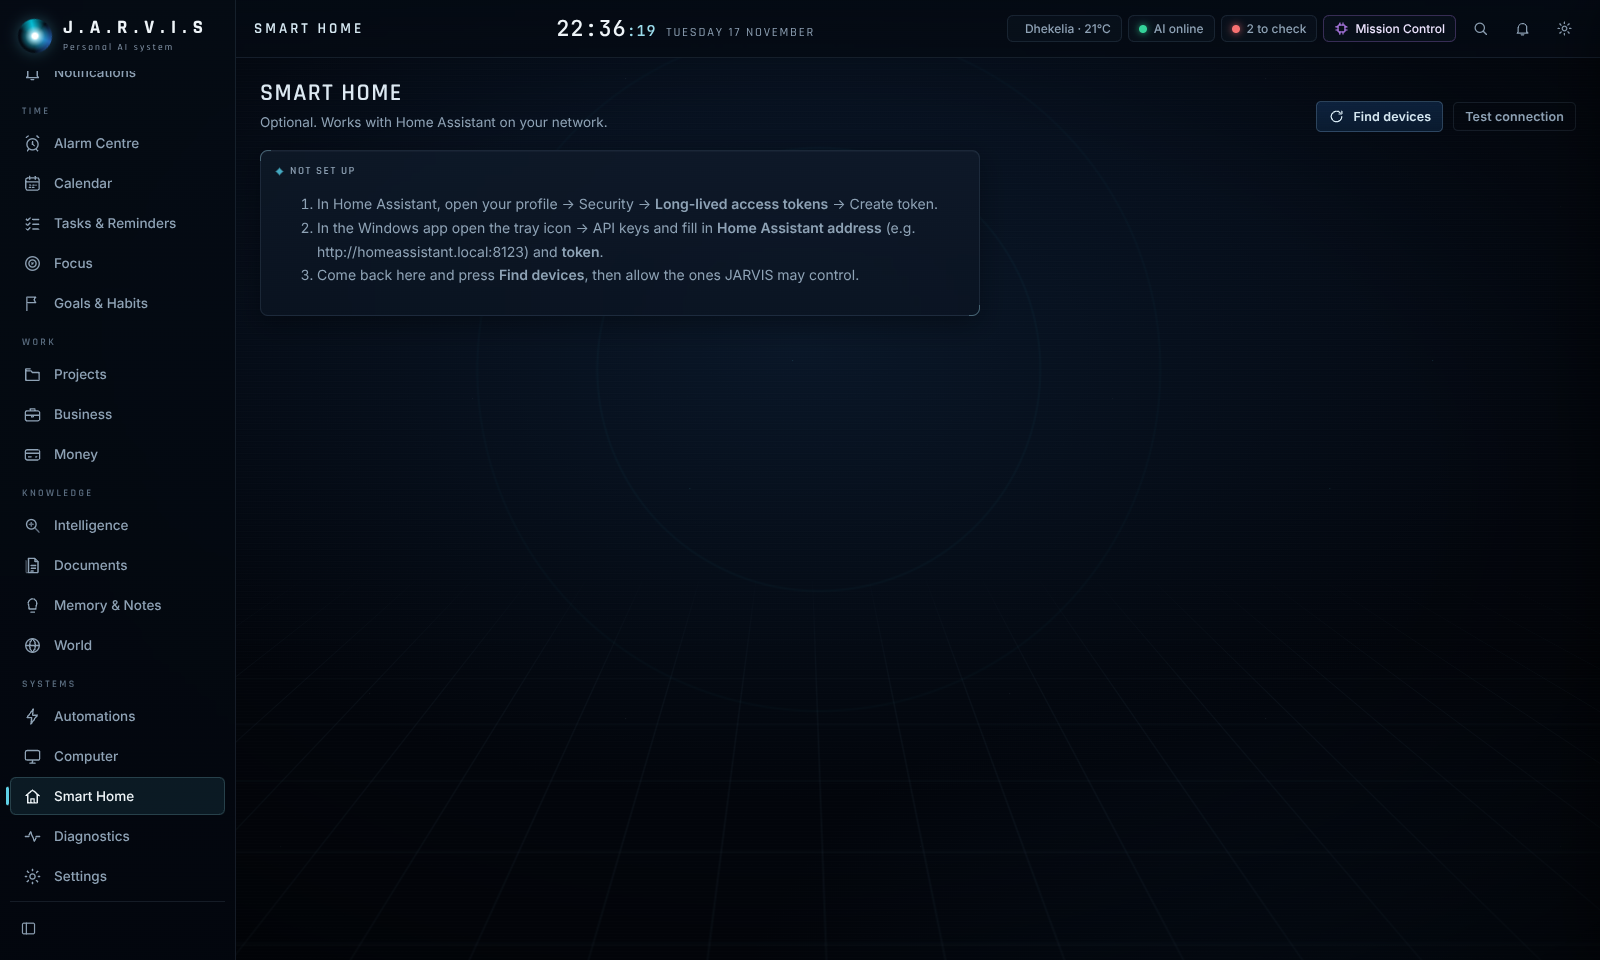 J.A.R.V.I.S
Personal AI system
Notifications
TIME
Alarm Centre
Calendar
Tasks & Reminders
Focus
Goals & Habits
WORK
Projects
Business
Money
KNOWLEDGE
Intelligence
Documents
Memory & Notes
World
SYSTEMS
Automations
Computer
Smart Home
Diagnostics
Settings
SMART HOME
22:36:19 TUESDAY 17 NOVEMBER
Dhekelia · 21°C
AI online
2 to check
Mission Control
SMART HOME
Optional. Works with Home Assistant on your network.
Find devices
Test connection
NOT SET UP
1. In Home Assistant, open your profile → Security → Long-lived access tokens → Create token.
2. In the Windows app open the tray icon → API keys and fill in Home Assistant address (e.g.
http://homeassistant.local:8123) and token.
3. Come back here and press Find devices, then allow the ones JARVIS may control.